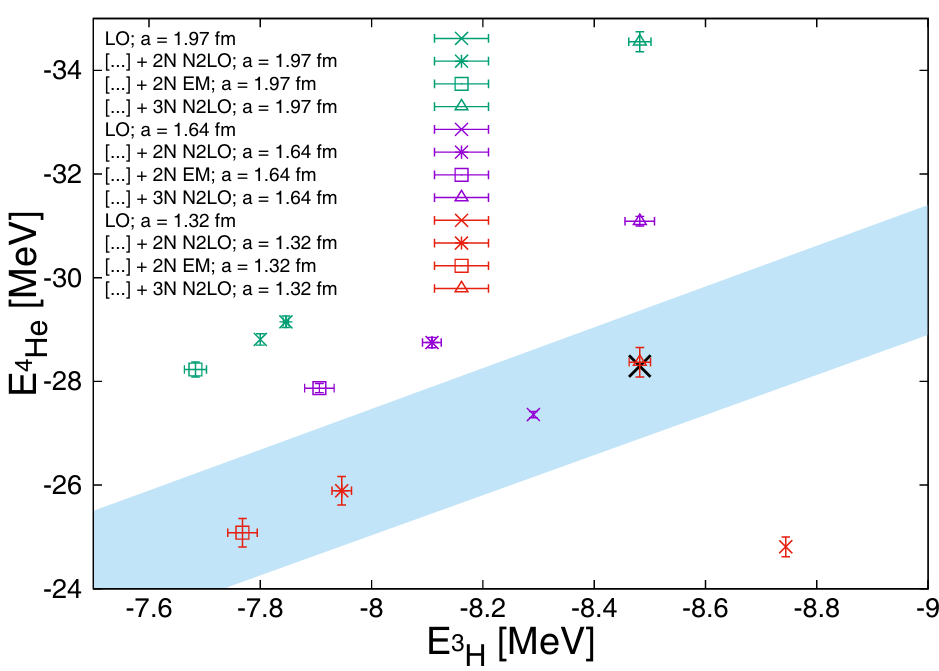 LO; a = 1.97 fm
[...] + 2N N2LO; a = 1.97 fm
[...] + 2N EM; a = 1.97 fm
[...] + 3N N2LO; a = 1.97 fm
LO; a = 1.64 fm
[...] + 2N N2LO; a = 1.64 fm
[...] + 2N EM; a = 1.64 fm
[...] + 3N N2LO; a = 1.64 fm
LO; a = 1.32 fm
[...] + 2N N2LO; a = 1.32 fm
[...] + 2N EM; a = 1.32 fm
[...] + 3N N2LO; a = 1.32 fm
-34
-32
-30
-28
-26
-24
E4He [MeV]
-7.6 -7.8 -8 -8.2 -8.4 -8.6 -8.8 -9
E3H [MeV]